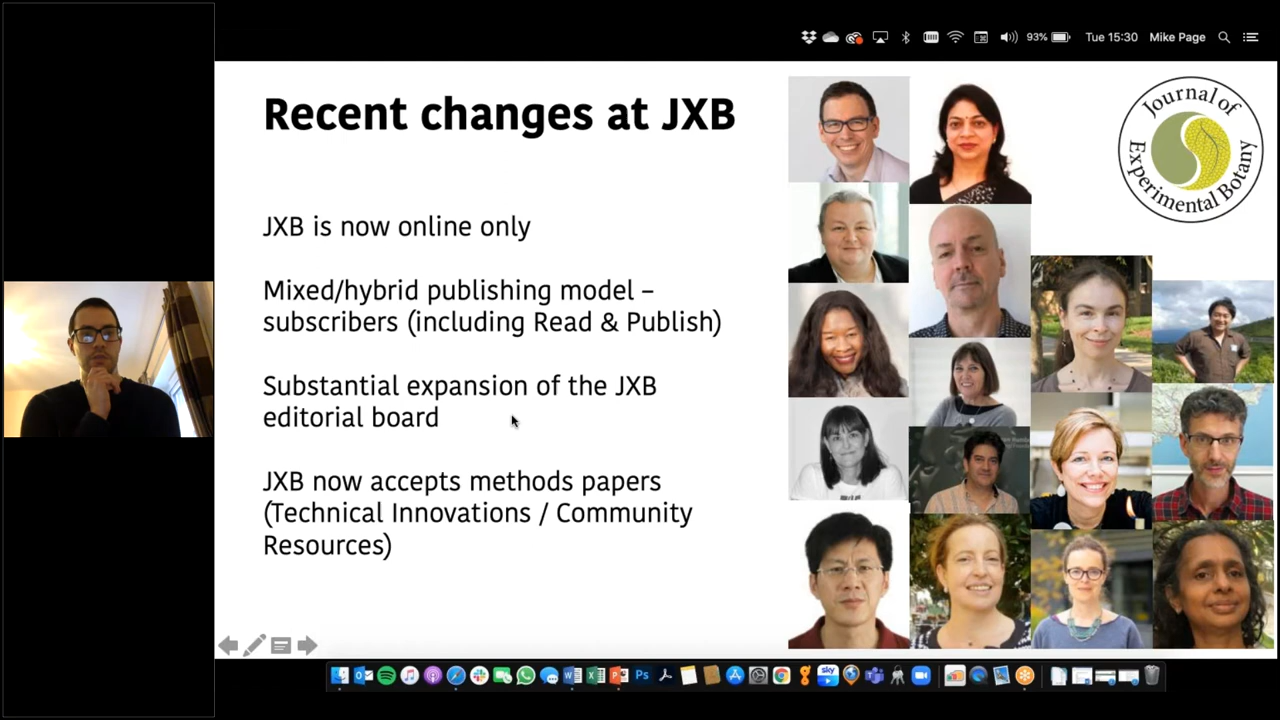 93% Tue 15:30 Mike Page
Recent changes at JXB
Journal of
Experimental Botany
JXB is now online only
Mixed/hybrid publishing model –
subscribers (including Read & Publish)
Substantial expansion of the JXB
editorial board
JXB now accepts methods papers
(Technical Innovations / Community
Resources)
sky
Ps